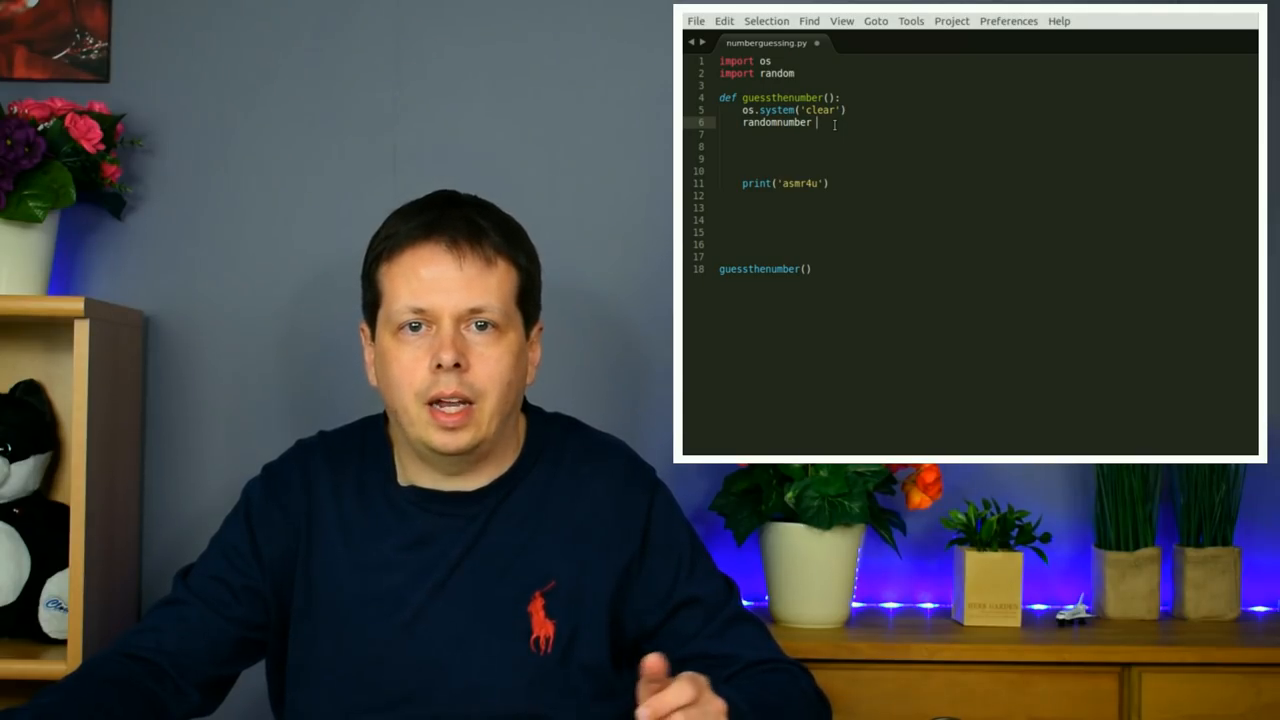 File Edit Selection Find View Goto Tools Project Preferences Help
numberguessing.py
1 import os
2 import random
3
4 def guessthenumber():
5 os.system('clear')
6 randomnumber
7
8
9
10
11 print('asmr4u')
12
13
14
15
16
17
18 guessthenumber()
HERB GARDEN